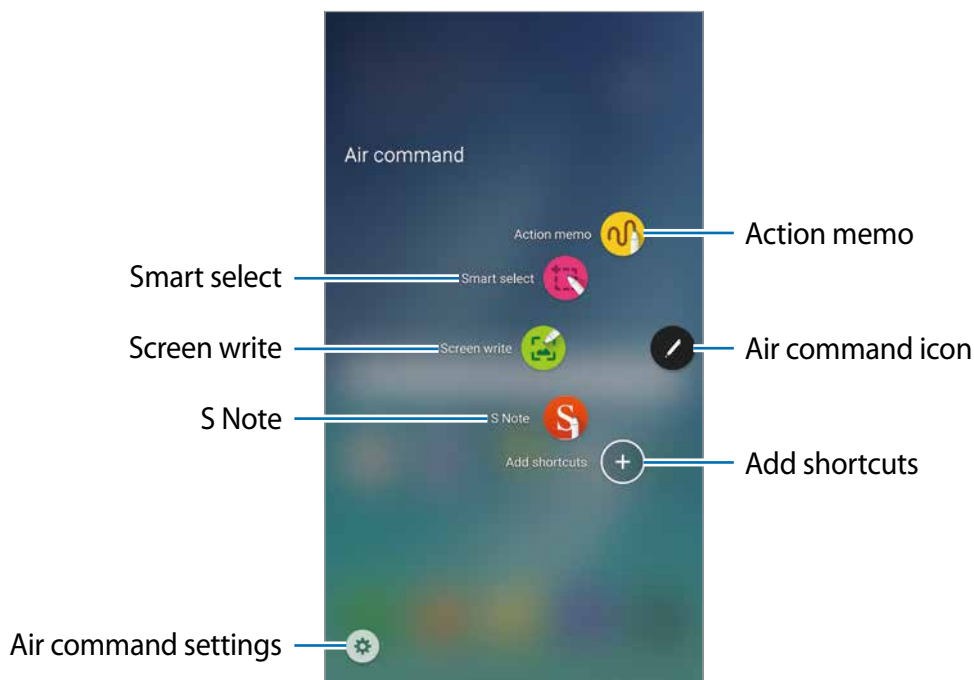 Air command
Action memo
Action memo
Smart select
Smart select
Screen write
Screen write
Air command icon
S Note
S Note
S
Add shortcuts
Add shortcuts
Air command settings